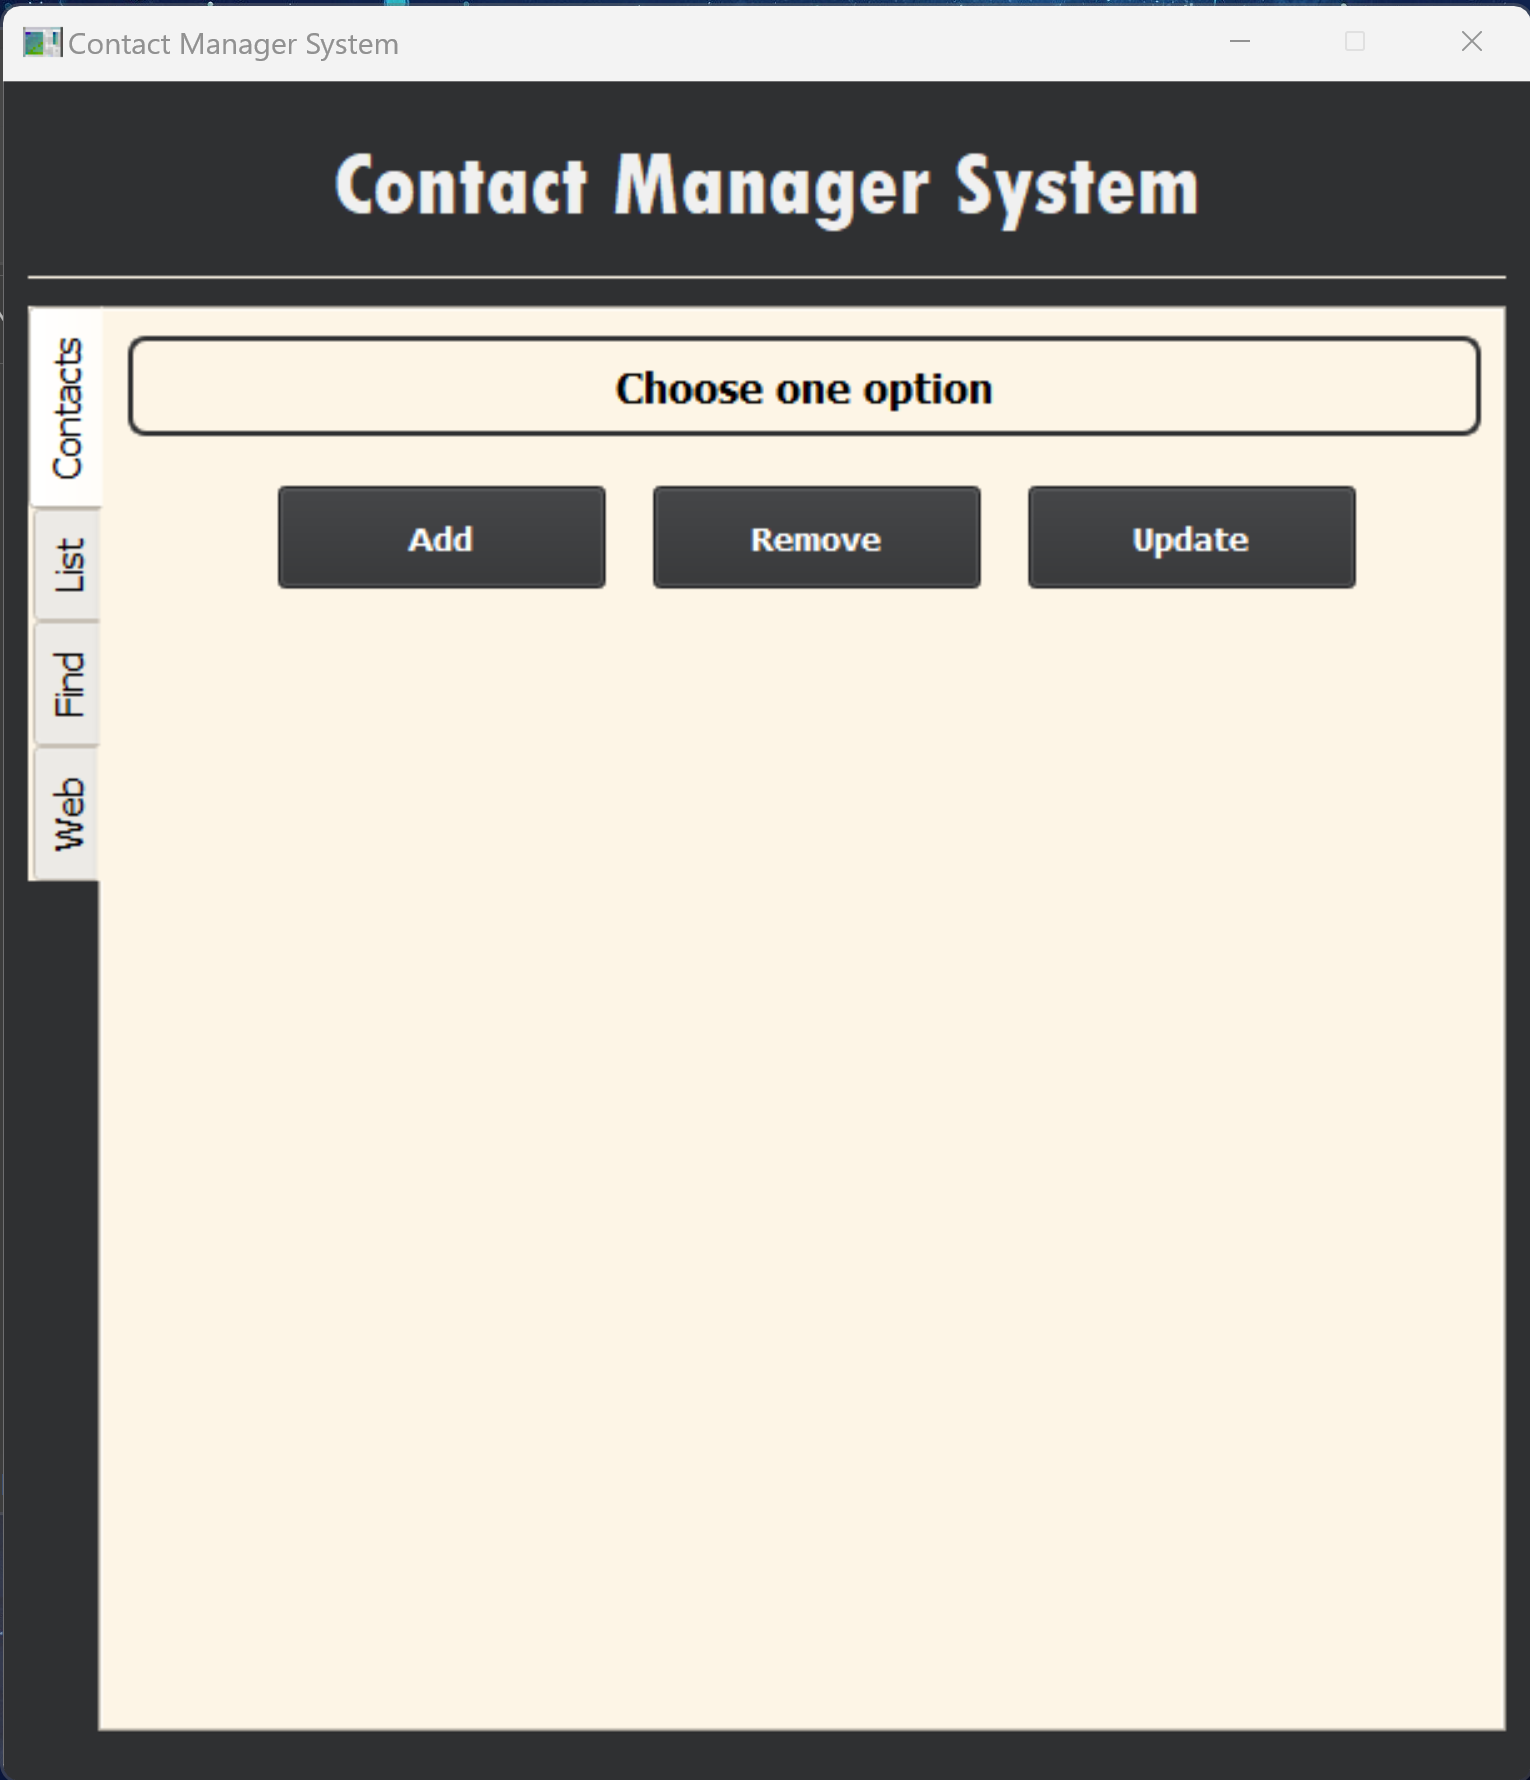 Contact Manager System
Contact Manager System
Contacts
List
Find
Web
Choose one option
Add
Remove
Update